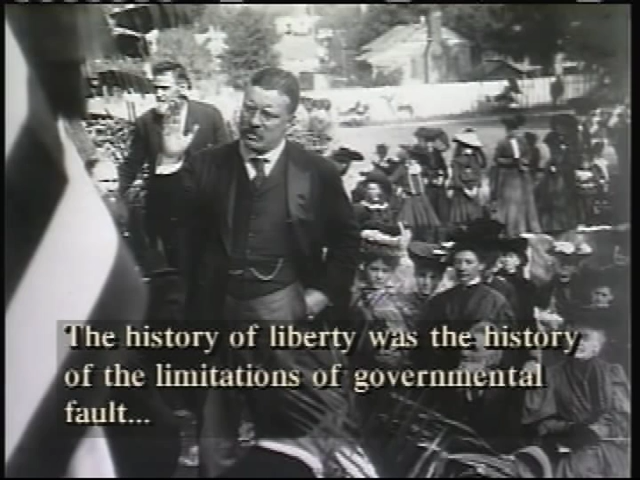 The history of liberty was the history
of the limitations of governmental
fault...